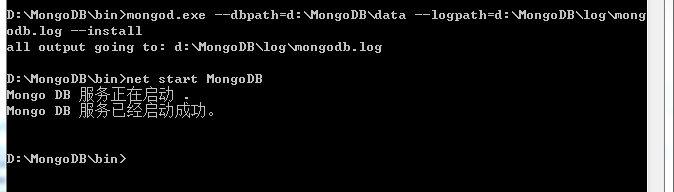 D:\MongoDB\bin>mongod.exe --dbpath=d:\MongoDB\data --logpath=d:\MongoDB\log\mong
odb.log --install
all output going to: d:\MongoDB\log\mongodb.log
D:\MongoDB\bin>net start MongoDB
Mongo DB 服务正在启动 .
Mongo DB 服务已经启动成功。
D:\MongoDB\bin>